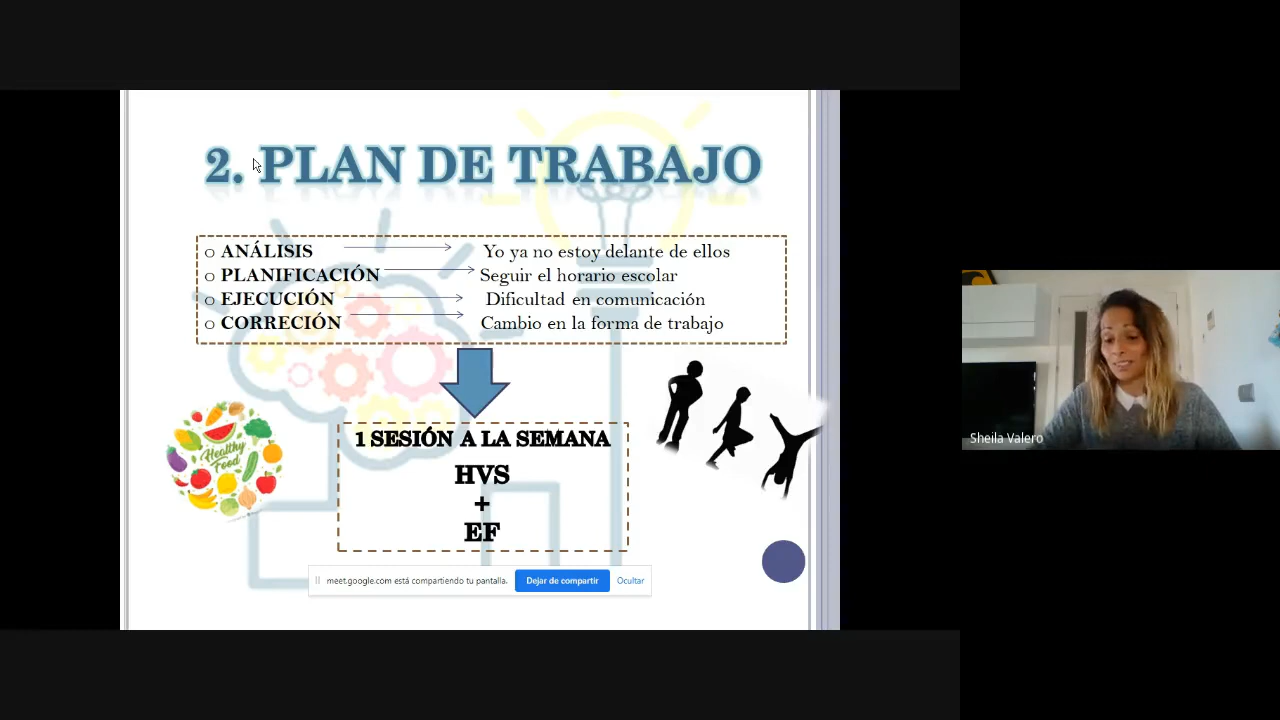 2. PLAN DE TRABAJO
o ANÁLISIS Yo ya no estoy delante de ellos
o PLANIFICACIÓN Seguir el horario escolar
o EJECUCIÓN Dificultad en comunicación
o CORRECIÓN Cambio en la forma de trabajo
Healthy
Food
1 SESIÓN A LA SEMANA
HVS
+
EF
Sheila Valero
meet.google.com está compartiendo tu pantalla. Dejar de compartir Ocultar